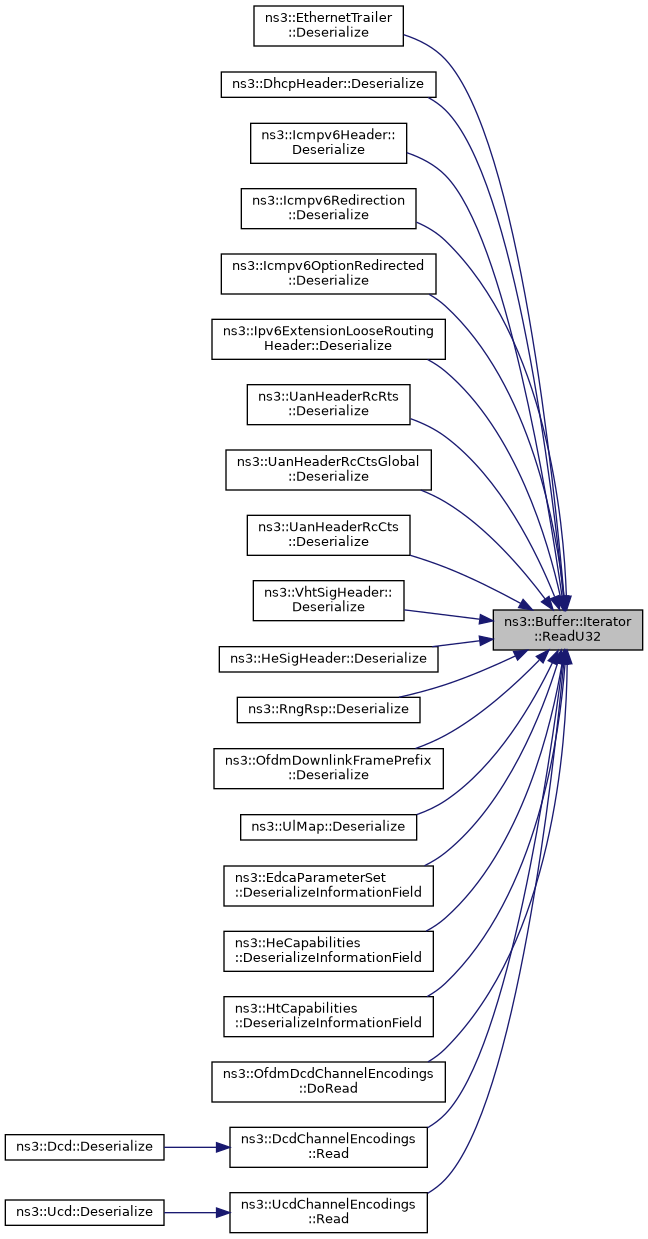 ns3::EthernetTrailer
::Deserialize
ns3::DhcpHeader::Deserialize
ns3::Icmpv6Header::
Deserialize
ns3::Icmpv6Redirection
::Deserialize
ns3::Icmpv6OptionRedirected
::Deserialize
ns3::Ipv6ExtensionLooseRouting
Header::Deserialize
ns3::UanHeaderRcRts
::Deserialize
ns3::UanHeaderRcCtsGlobal
::Deserialize
ns3::UanHeaderRcCts
::Deserialize
ns3::VhtSigHeader::
Deserialize
ns3::Buffer::Iterator
::ReadU32
ns3::HeSigHeader::Deserialize
ns3::RngRsp::Deserialize
ns3::OfdmDownlinkFramePrefix
::Deserialize
ns3::UlMap::Deserialize
ns3::EdcaParameterSet
::DeserializeInformationField
ns3::HeCapabilities
::DeserializeInformationField
ns3::HtCapabilities
::DeserializeInformationField
ns3::OfdmDcdChannelEncodings
::DoRead
ns3::Dcd::Deserialize
ns3::DcdChannelEncodings
::Read
ns3::Ucd::Deserialize
ns3::UcdChannelEncodings
::Read